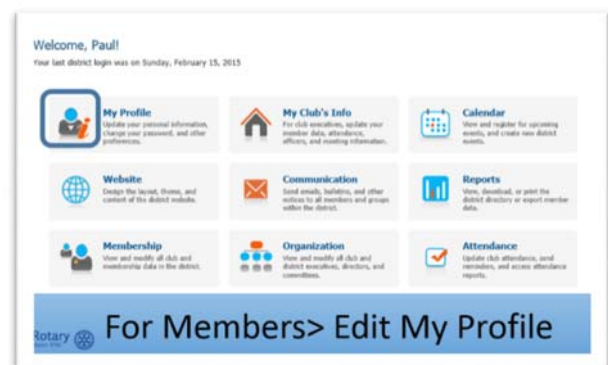 Welcome, Paul!
Your last district login was on Sunday, February 15, 2015
My Profile
Update your personal information,
change your password, and other
preferences.
My Club's Info
For club executives, update your
member data, attendance,
officers, and meeting information.
Calendar
View and register for upcoming
events, and create new district
events.
Website
Design the layout, theme, and
content of the district website.
Communication
Send emails, bulletins, and other
notices to all members and groups
within the district.
Reports
View, download, or print the
district directory or export member
data.
Membership
View and modify all club and
membership data in the district.
Organization
View and modify all club and
district executives, directors, and
committees.
Attendance
Update club attendance, send
reminders, and access attendance
reports.
Rotary
For Members> Edit My Profile